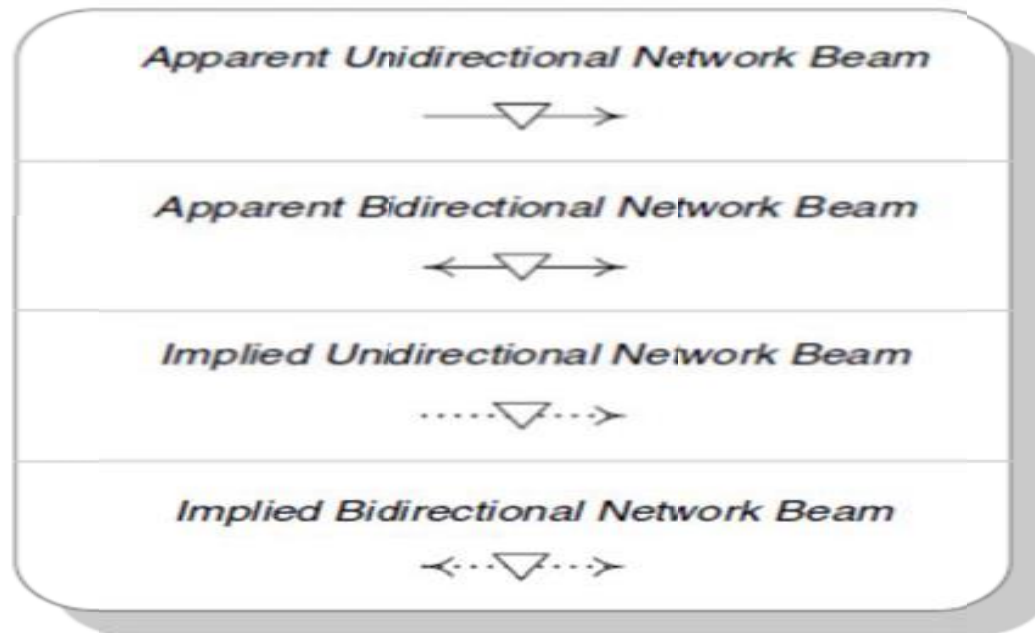 Apparent Unidirectional Network Beam
Apparent Bidirectional Network Beam
Implied Unidirectional Network Beam
Implied Bidirectional Network Beam